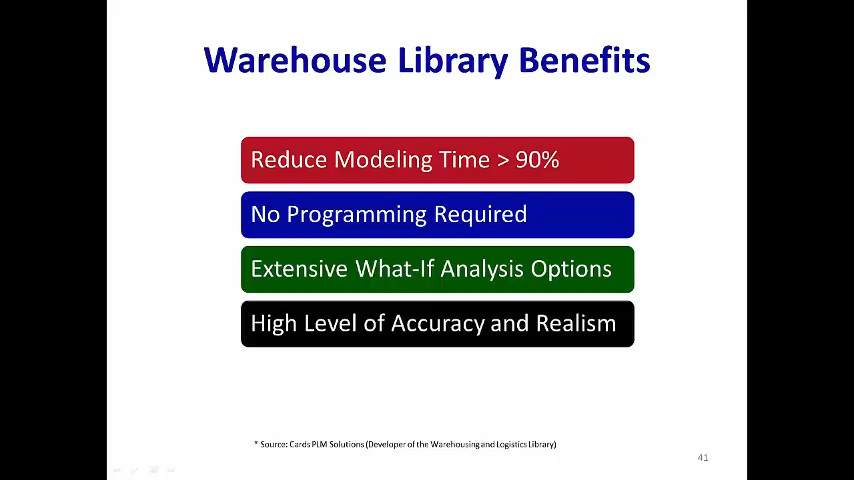 Warehouse Library Benefits
Reduce Modeling Time > 90%
No Programming Required
Extensive What-If Analysis Options
High Level of Accuracy and Realism
* Source: Cards PLM Solutions (Developer of the Warehousing and Logistics Library)
41